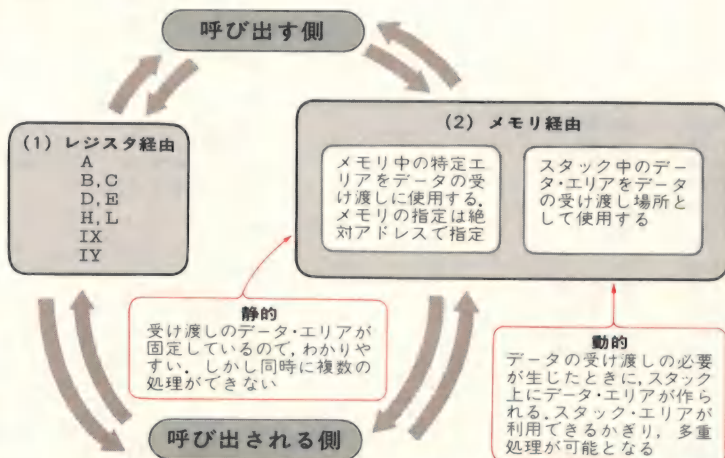 呼び出す側
(1) レジスタ経由
A
B, C
D, E
H, L
IX
IY
(2) メモリ経由
メモリ中の特定エ
リアをデータの受
け渡しに使用する.
メモリの指定は絶
対アドレスで指定
スタック中のデー
タ・エリアをデータ
の受け渡し場所と
して使用する
静的
受け渡しのデータ・エリアが
固定しているので, わかりや
すい. しかし同時に複数の
処理ができない
動的
データの受け渡しの必要
が生じたときに, スタック
上にデータ・エリアが作ら
れる. スタック・エリアが
利用できるかぎり, 多重
処理が可能となる
呼び出される側